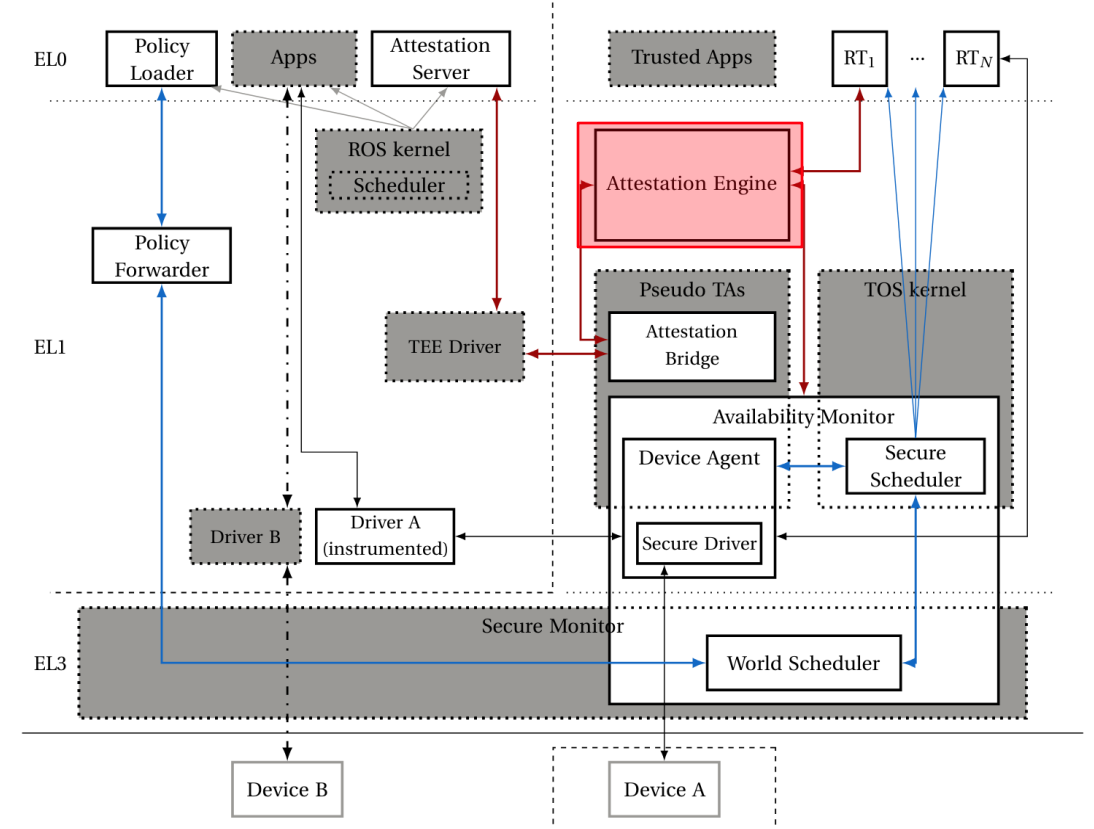 EL0
Policy
Loader
Apps
Attestation
Server
Trusted Apps
RT1
...
RTN
ROS kernel
Scheduler
Attestation Engine
Policy
Forwarder
Pseudo TAs
TOS kernel
EL1
TEE Driver
Attestation
Bridge
Availability Monitor
Device Agent
Secure
Scheduler
Driver B
Driver A
(instrumented)
Secure Driver
Secure Monitor
EL3
World Scheduler
Device B
Device A